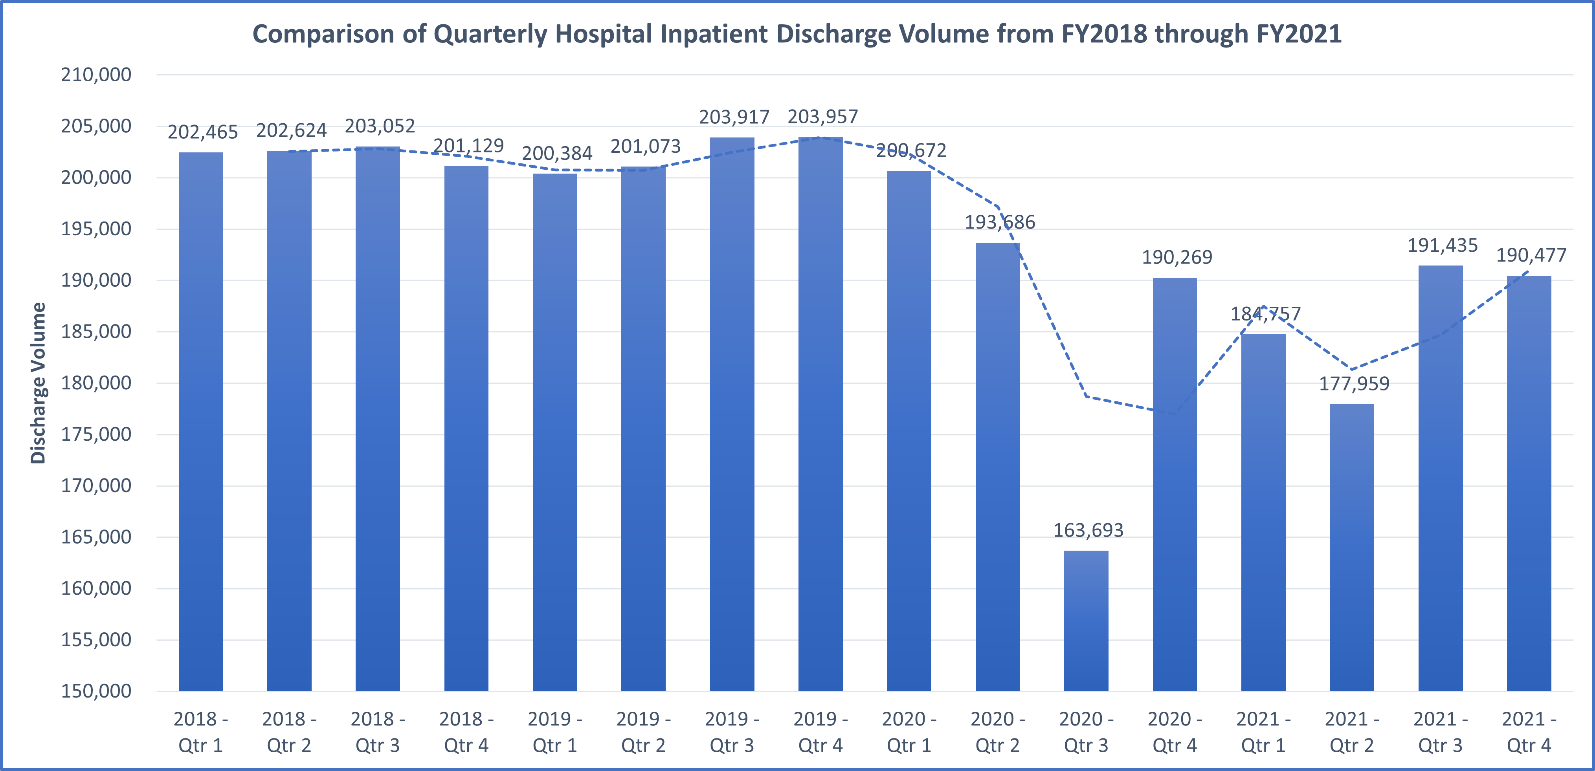 Comparison of Quarterly Hospital Inpatient Discharge Volume from FY2018 through FY2021
210,000
205,000
200,000
195,000
190,000
185,000
180,000
175,000
170,000
165,000
160,000
155,000
150,000
Discharge Volume
202,465
202,624
203,052
201,129
200,384
201,073
203,917
203,957
200,672
193,686
163,693
190,269
184,757
177,959
191,435
190,477
2018 -
Qtr 1
2018 -
Qtr 2
2018 -
Qtr 3
2018 -
Qtr 4
2019 -
Qtr 1
2019 -
Qtr 2
2019 -
Qtr 3
2019 -
Qtr 4
2020 -
Qtr 1
2020 -
Qtr 2
2020 -
Qtr 3
2020 -
Qtr 4
2021 -
Qtr 1
2021 -
Qtr 2
2021 -
Qtr 3
2021 -
Qtr 4